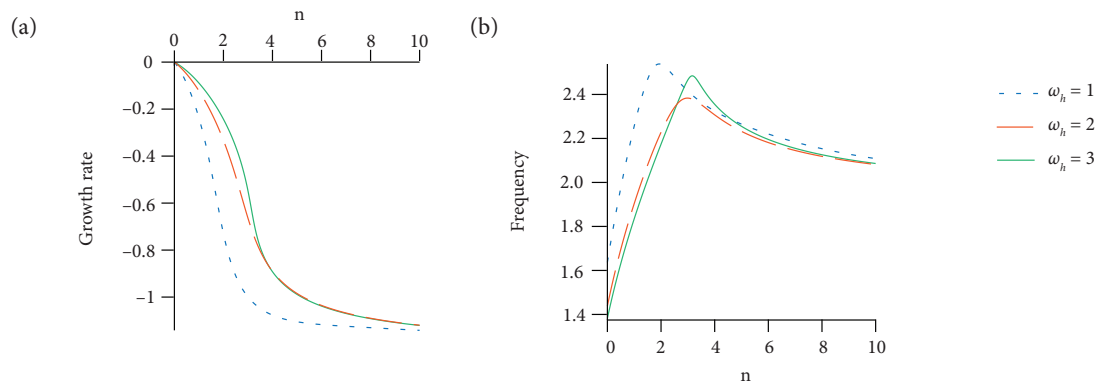 (a)
n
0 2 4 6 8 10
0
–0.2
–0.4
–0.6
–0.8
–1
Growth rate
(b)
2.4
2.2
2.0
1.8
1.6
1.4
Frequency
0 2 4 6 8 10
n
ω_h = 1
ω_h = 2
ω_h = 3